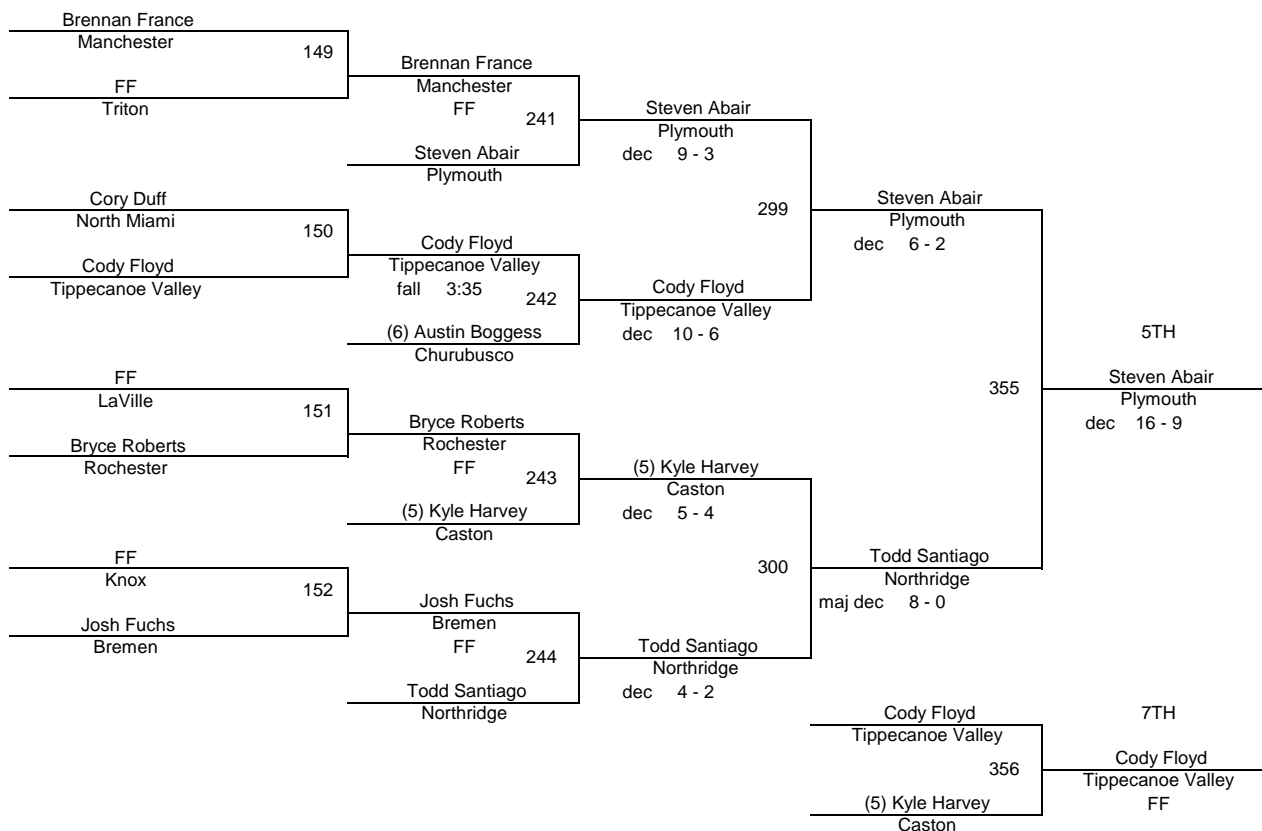 Brennan France
Manchester
149
FF
Triton
Brennan France
Manchester
FF
241
Steven Abair
Plymouth
Steven Abair
Plymouth
dec 9 - 3
Cory Duff
North Miami
150
Cody Floyd
Tippecanoe Valley
Cody Floyd
Tippecanoe Valley
fall 3:35
242
(6) Austin Boggess
Churubusco
Cody Floyd
Tippecanoe Valley
dec 10 - 6
299
Steven Abair
Plymouth
dec 6 - 2
FF
LaVille
151
Bryce Roberts
Rochester
Bryce Roberts
Rochester
FF
243
(5) Kyle Harvey
Caston
(5) Kyle Harvey
Caston
dec 5 - 4
FF
Knox
152
Josh Fuchs
Bremen
Josh Fuchs
Bremen
FF
244
Todd Santiago
Northridge
Todd Santiago
Northridge
dec 4 - 2
300
Todd Santiago
Northridge
maj dec 8 - 0
355
5TH
Steven Abair
Plymouth
dec 16 - 9
Cody Floyd
Tippecanoe Valley
356
(5) Kyle Harvey
Caston
7TH
Cody Floyd
Tippecanoe Valley
FF